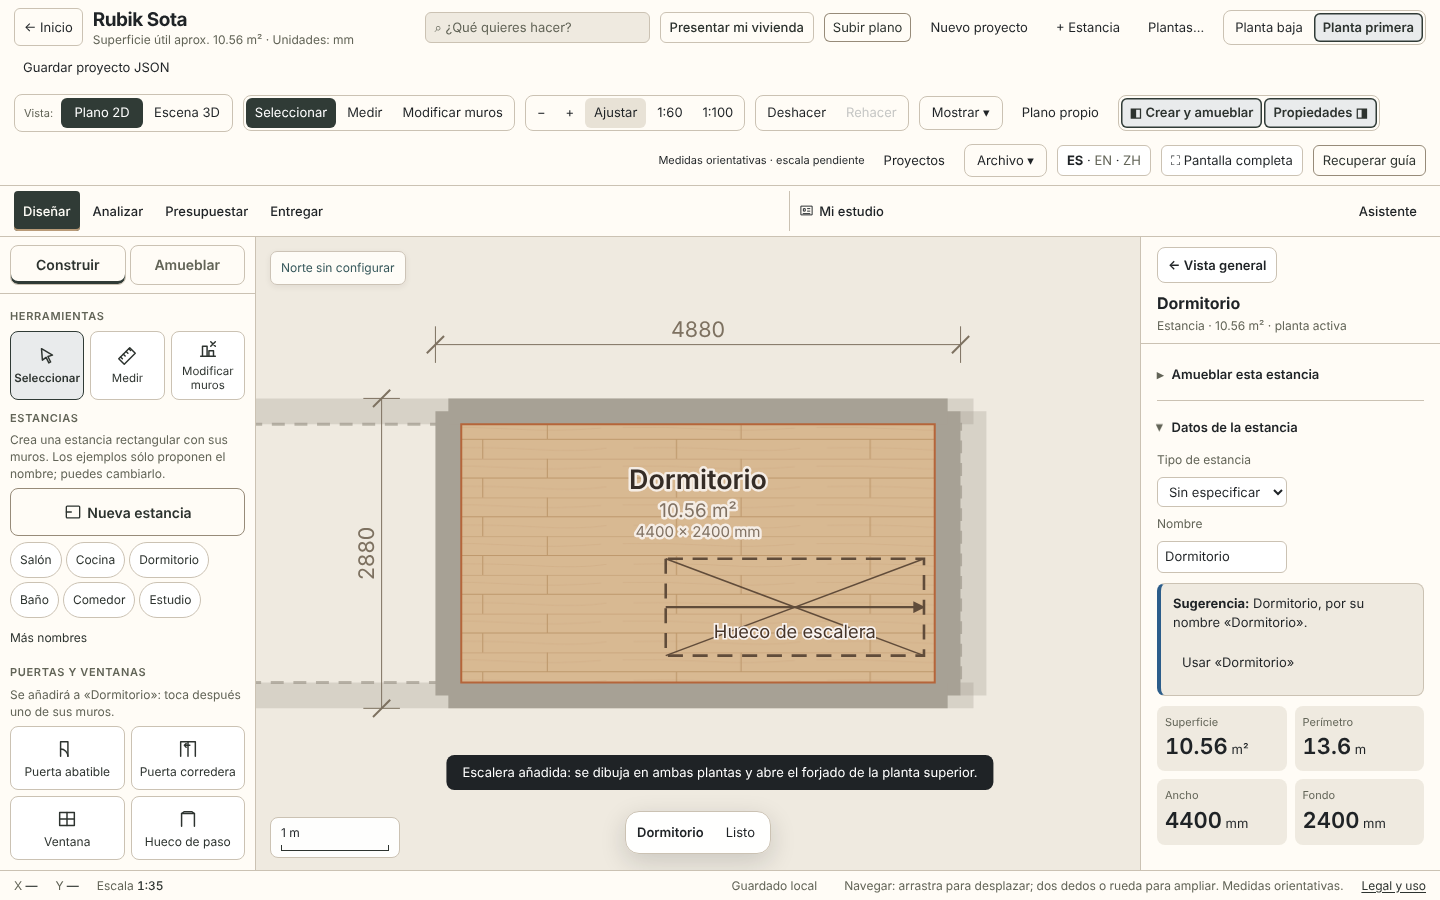 ← Inicio
Rubik Sota
Superficie útil aprox. 10.56 m² · Unidades: mm
¿Qué quieres hacer?
Presentar mi vivienda
Subir plano
Nuevo proyecto
+ Estancia
Plantas...
Planta baja
Planta primera
Guardar proyecto JSON
Vista:
Plano 2D
Escena 3D
Seleccionar
Medir
Modificar muros
−
+
Ajustar
1:60
1:100
Deshacer
Rehacer
Mostrar ▾
Plano propio
Crear y amueblar
Propiedades
Medidas orientativas · escala pendiente
Proyectos
Archivo ▾
ES · EN · ZH
Pantalla completa
Recuperar guía
Diseñar
Analizar
Presupuestar
Entregar
Mi estudio
Asistente
Construir
Amueblar
HERRAMIENTAS
Seleccionar
Medir
Modificar
muros
ESTANCIAS
Crea una estancia rectangular con sus
muros. Los ejemplos sólo proponen el
nombre; puedes cambiarlo.
Nueva estancia
Salón
Cocina
Dormitorio
Baño
Comedor
Estudio
Más nombres
PUERTAS Y VENTANAS
Se añadirá a «Dormitorio»: toca después
uno de sus muros.
Puerta abatible
Puerta corredera
Ventana
Hueco de paso
Norte sin configurar
4880
2880
Dormitorio
10.56 m²
4400 × 2400 mm
Hueco de escalera
Escalera añadida: se dibuja en ambas plantas y abre el forjado de la planta superior.
1 m
Dormitorio
Listo
← Vista general
Dormitorio
Estancia · 10.56 m² · planta activa
▸ Amueblar esta estancia
▾ Datos de la estancia
Tipo de estancia
Sin especificar
Nombre
Dormitorio
Sugerencia: Dormitorio, por su
nombre «Dormitorio».
Usar «Dormitorio»
Superficie
10.56 m²
Perímetro
13.6 m
Ancho
4400 mm
Fondo
2400 mm
X —
Y —
Escala 1:35
Guardado local
Navegar: arrastra para desplazar; dos dedos o rueda para ampliar. Medidas orientativas.
Legal y uso